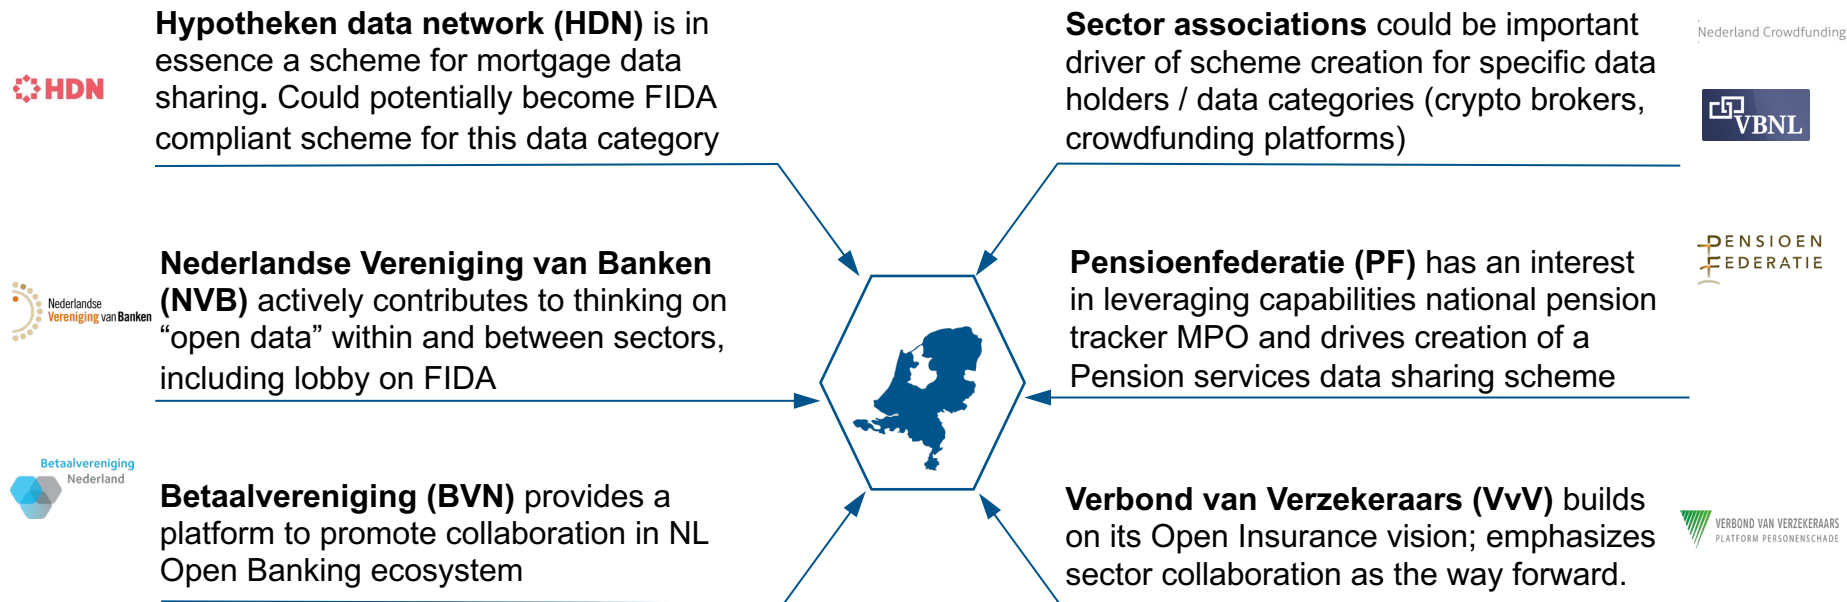 Hypotheken data network (HDN) is in
essence a scheme for mortgage data
sharing. Could potentially become FIDA
compliant scheme for this data category
HDN
Nederlandse Vereniging van Banken
(NVB) actively contributes to thinking on
“open data” within and between sectors,
including lobby on FIDA
Nederlandse
Vereniging van Banken
Betaalvereniging
Nederland
Betaalvereniging (BVN) provides a
platform to promote collaboration in NL
Open Banking ecosystem
Sector associations could be important
driver of scheme creation for specific data
holders / data categories (crypto brokers,
crowdfunding platforms)
Nederland Crowdfunding
VBNL
Pensioenfederatie (PF) has an interest
in leveraging capabilities national pension
tracker MPO and drives creation of a
Pension services data sharing scheme
PENSIOEN
FEDERATIE
Verbond van Verzekeraars (VvV) builds
on its Open Insurance vision; emphasizes
sector collaboration as the way forward.
VERBOND VAN VERZEKERAARS
PLATFORM PERSONENSCHADE